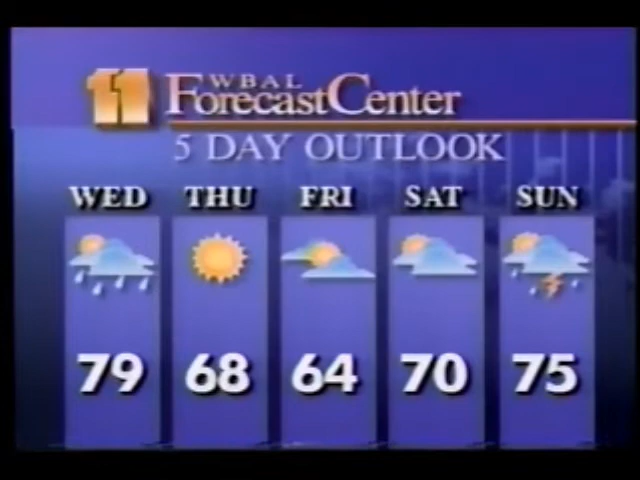 11 WBAL
ForecastCenter
5 DAY OUTLOOK
WED THU FRI SAT SUN
79 68 64 70 75